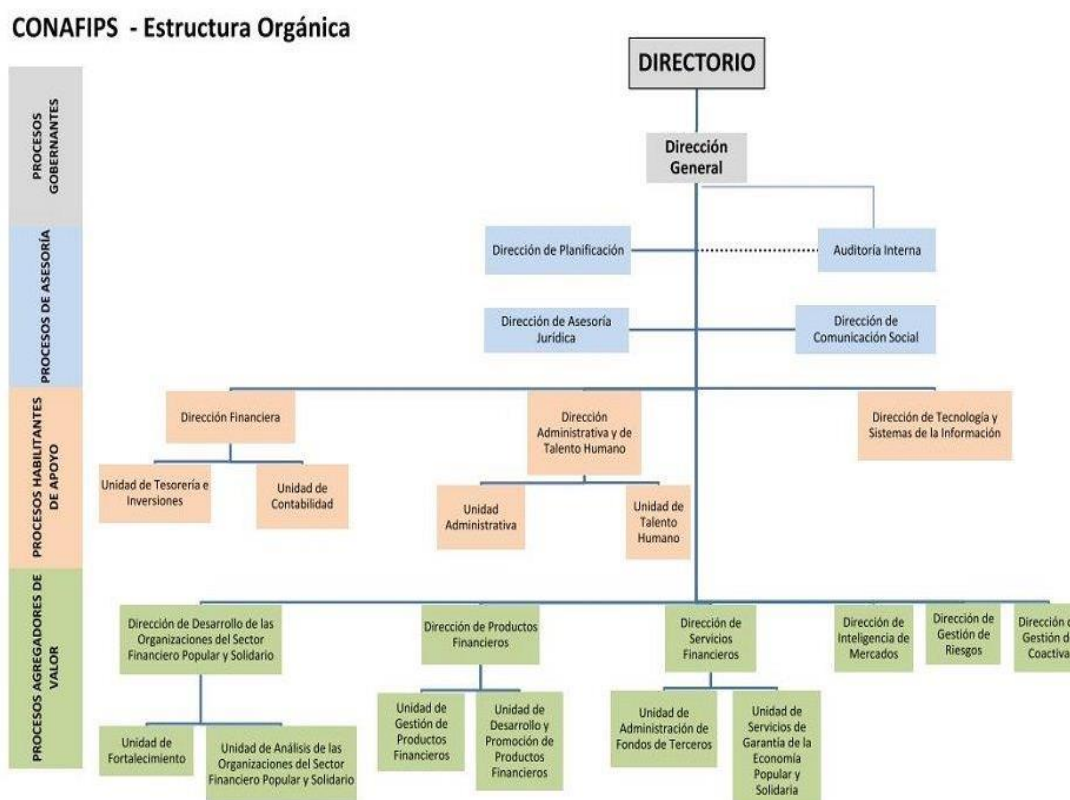 CONAFIPS - Estructura Orgánica
DIRECTORIO
PROCESOS
GOBERNANTES
Dirección
General
PROCESOS DE ASESORÍA
Dirección de Planificación
Auditoría Interna
Dirección de Asesoría
Jurídica
Dirección de
Comunicación Social
PROCESOS HABILITANTES
DE APOYO
Dirección Financiera
Dirección
Administrativa y de
Talento Humano
Dirección de Tecnología y
Sistemas de la Información
Unidad de Tesorería e
Inversiones
Unidad de
Contabilidad
Unidad
Administrativa
Unidad de
Talento
Humano
PROCESOS AGREGADORES DE
VALOR
Dirección de Desarrollo de las
Organizaciones del Sector
Financiero Popular y Solidario
Dirección de Productos
Financieros
Dirección de
Servicios
Financieros
Dirección de
Inteligencia de
Mercados
Dirección de
Gestión de
Riesgos
Dirección
Gestión
Coactiva
Unidad de
Fortalecimiento
Unidad de Análisis de las
Organizaciones del Sector
Financiero Popular y Solidario
Unidad de
Gestión de
Productos
Financieros
Unidad de
Desarrollo y
Promoción de
Productos
Financieros
Unidad de
Administración de
Fondos de Terceros
Unidad de
Servicios de
Garantía de la
Economía
Popular y
Solidaria